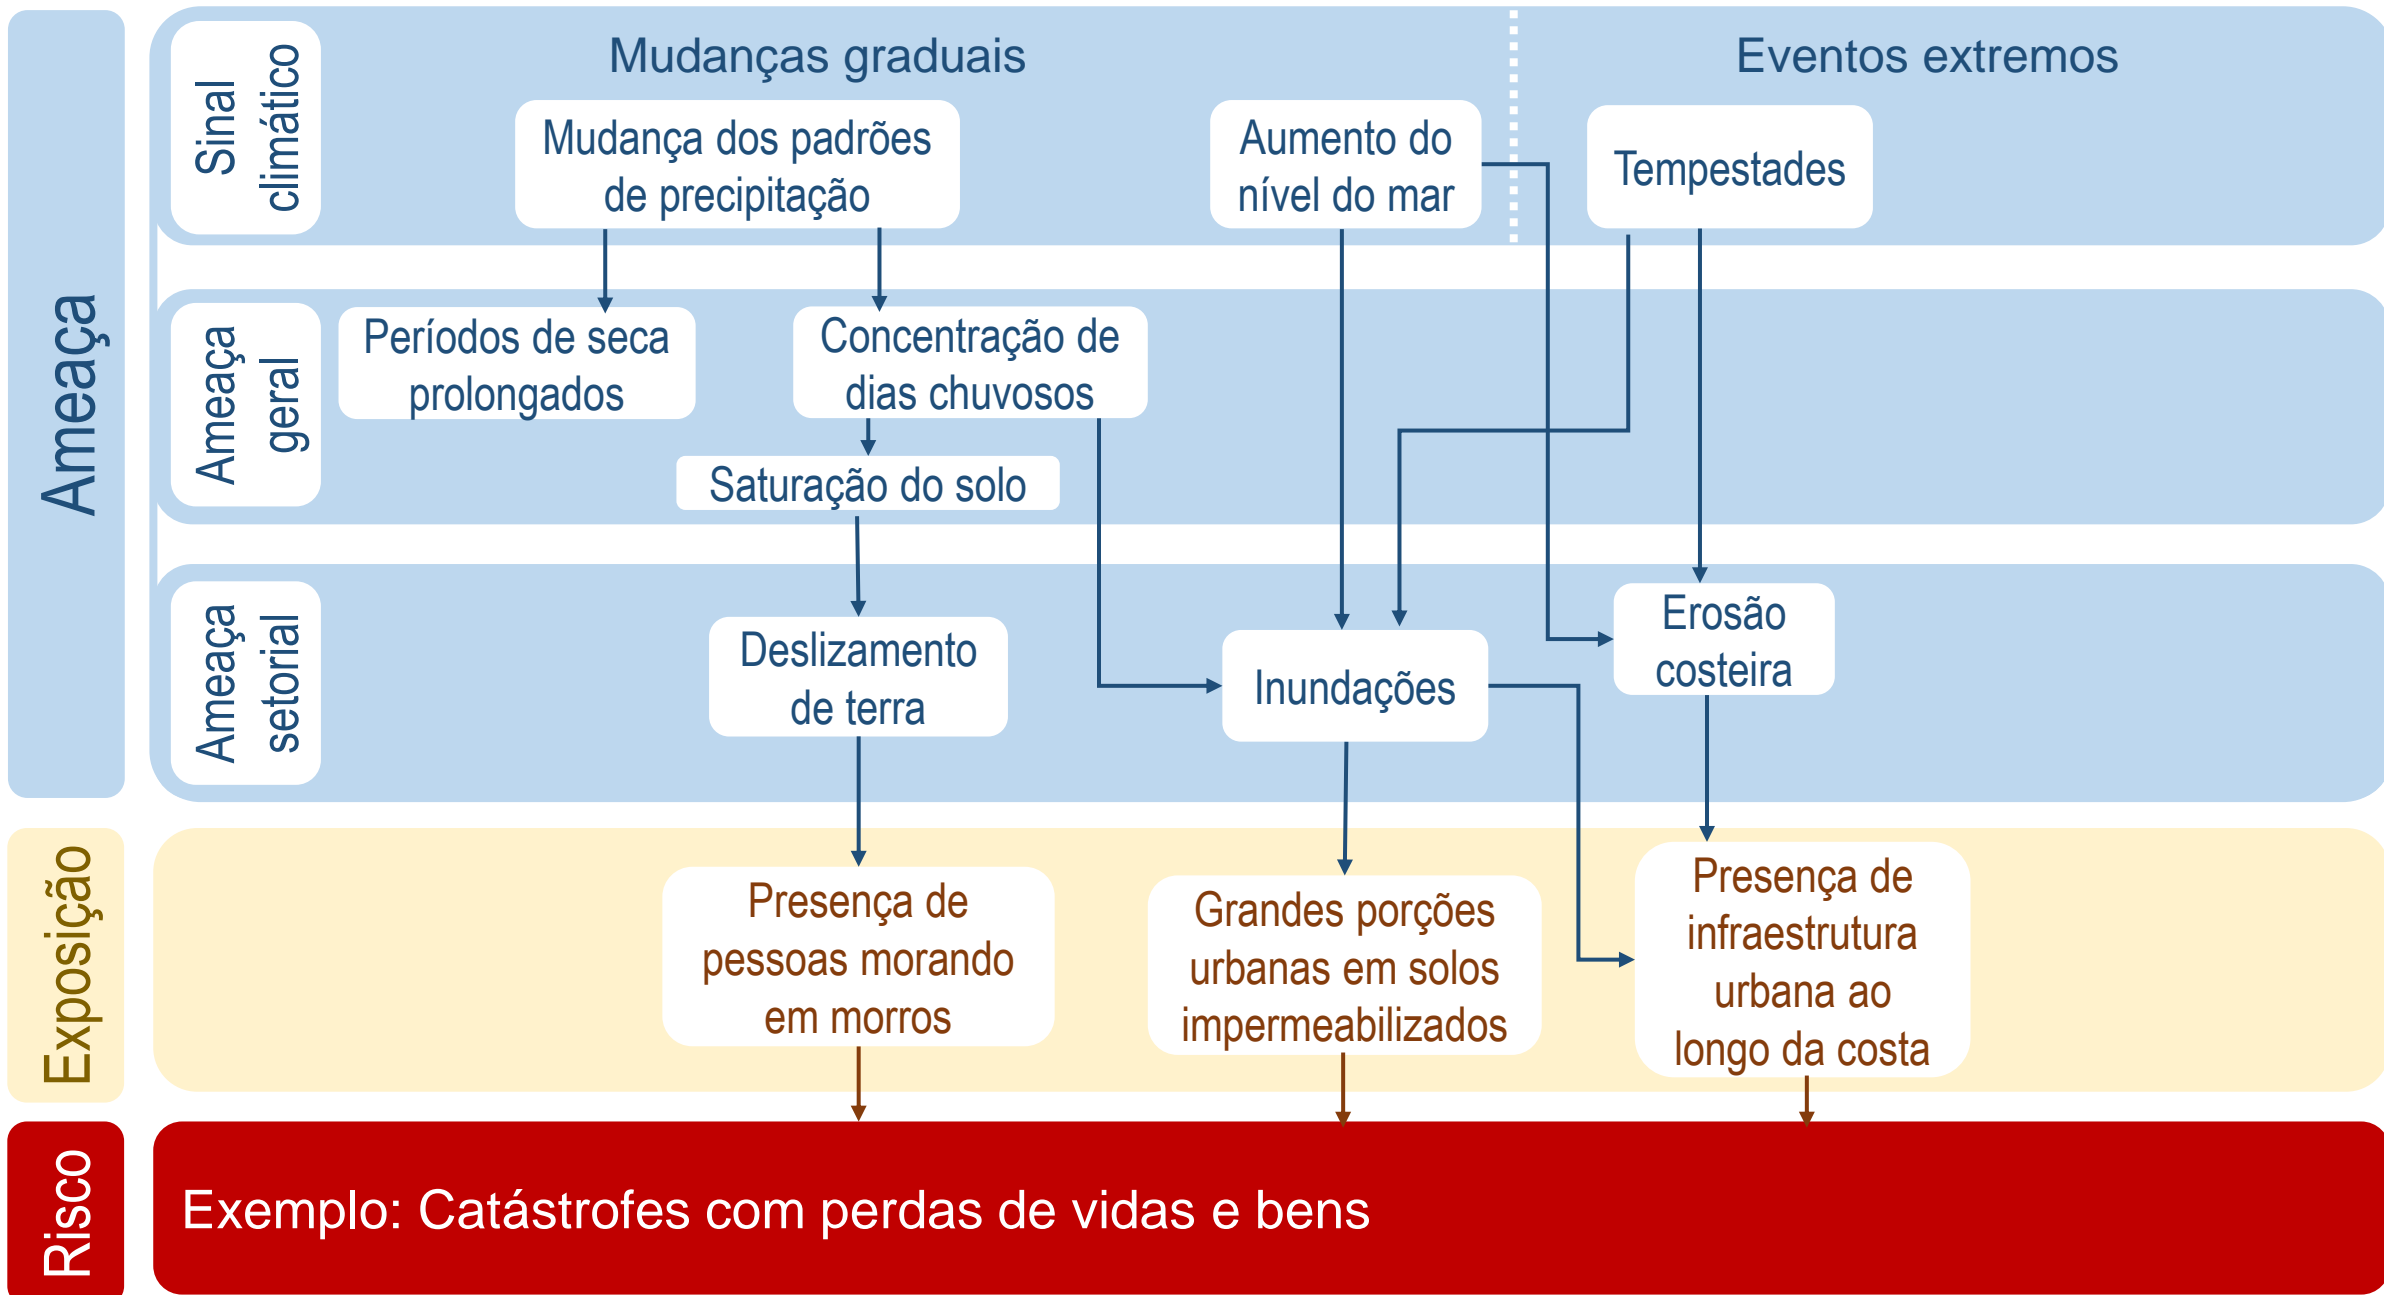 Ameaça
Sinal
climático
Mudanças graduais
Eventos extremos
Mudança dos padrões
de precipitação
Aumento do
nível do mar
Tempestades
Ameaça
geral
Períodos de seca
prolongados
Concentração de
dias chuvosos
Saturação do solo
Ameaça
setorial
Deslizamento
de terra
Inundações
Erosão
costeira
Exposição
Presença de
pessoas morando
em morros
Grandes porções
urbanas em solos
impermeabilizados
Presença de
infraestrutura
urbana ao
longo da costa
Risco
Exemplo: Catástrofes com perdas de vidas e bens